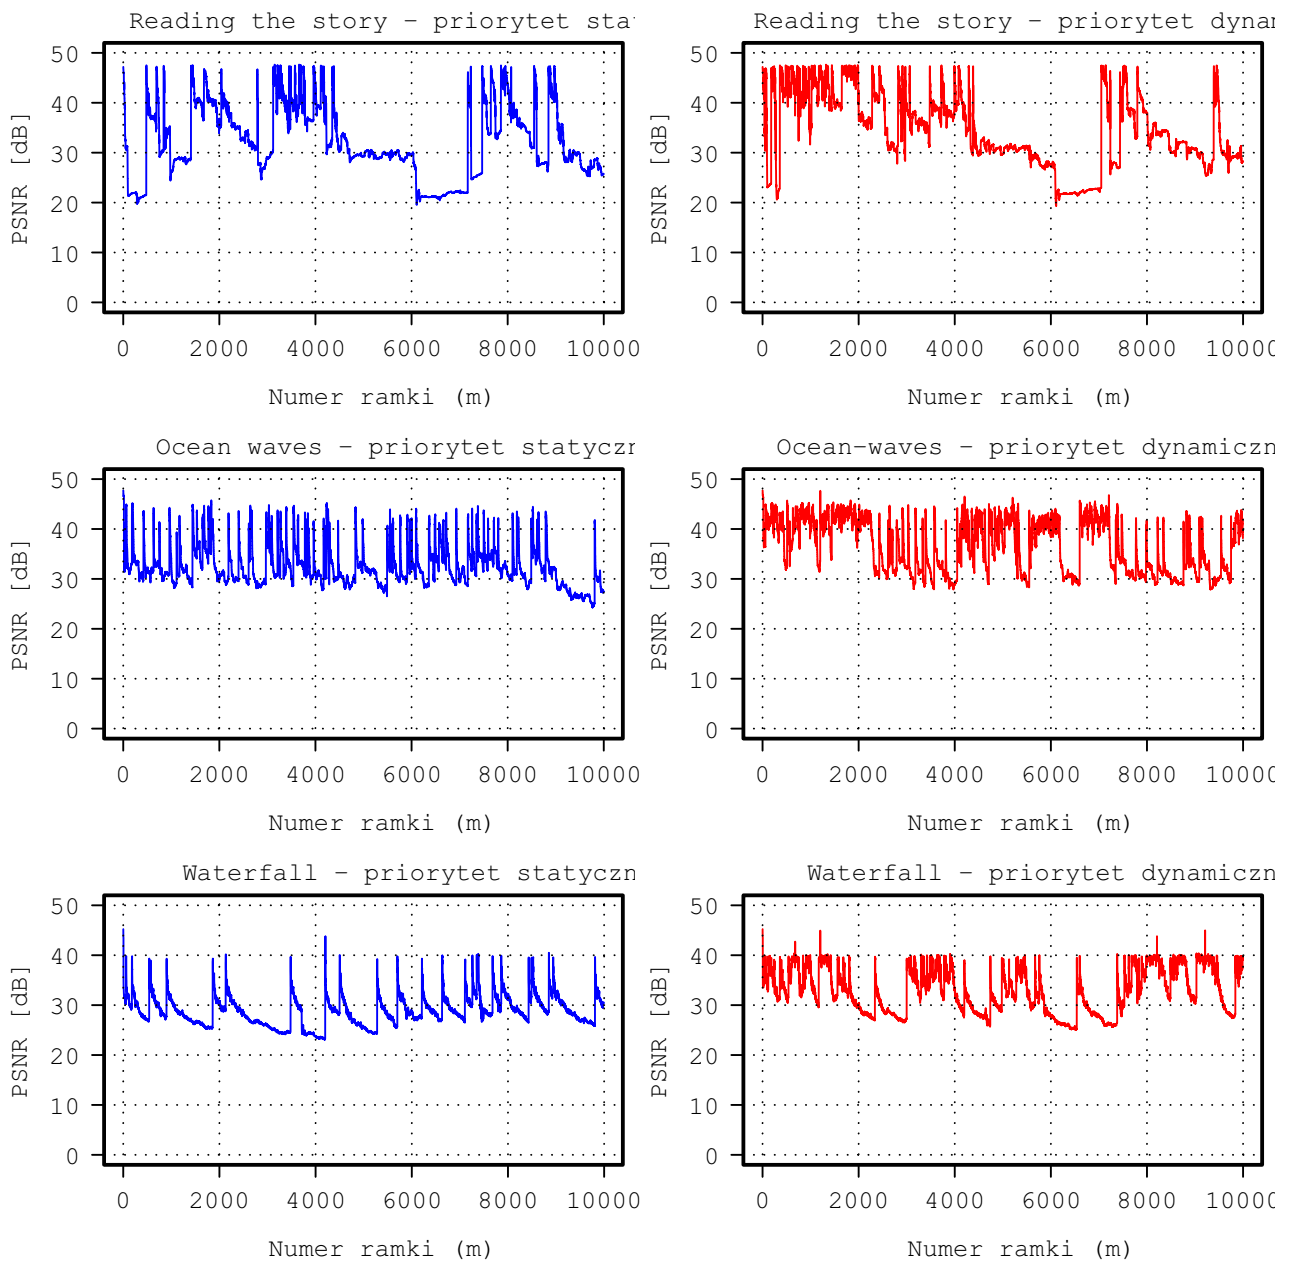 Reading the story - priorytet sta
Reading the story - priorytet dynam
50
40
30
20
10
0
PSNR [dB]
0 2000 4000 6000 8000 10000
Numer ramki (m)
50
40
30
20
10
0
PSNR [dB]
0 2000 4000 6000 8000 10000
Numer ramki (m)
Ocean waves - priorytet statyczn
Ocean-waves - priorytet dynamiczn
50
40
30
20
10
0
PSNR [dB]
0 2000 4000 6000 8000 10000
Numer ramki (m)
50
40
30
20
10
0
PSNR [dB]
0 2000 4000 6000 8000 10000
Numer ramki (m)
Waterfall - priorytet statyczn
Waterfall - priorytet dynamiczn
50
40
30
20
10
0
PSNR [dB]
0 2000 4000 6000 8000 10000
Numer ramki (m)
50
40
30
20
10
0
PSNR [dB]
0 2000 4000 6000 8000 10000
Numer ramki (m)